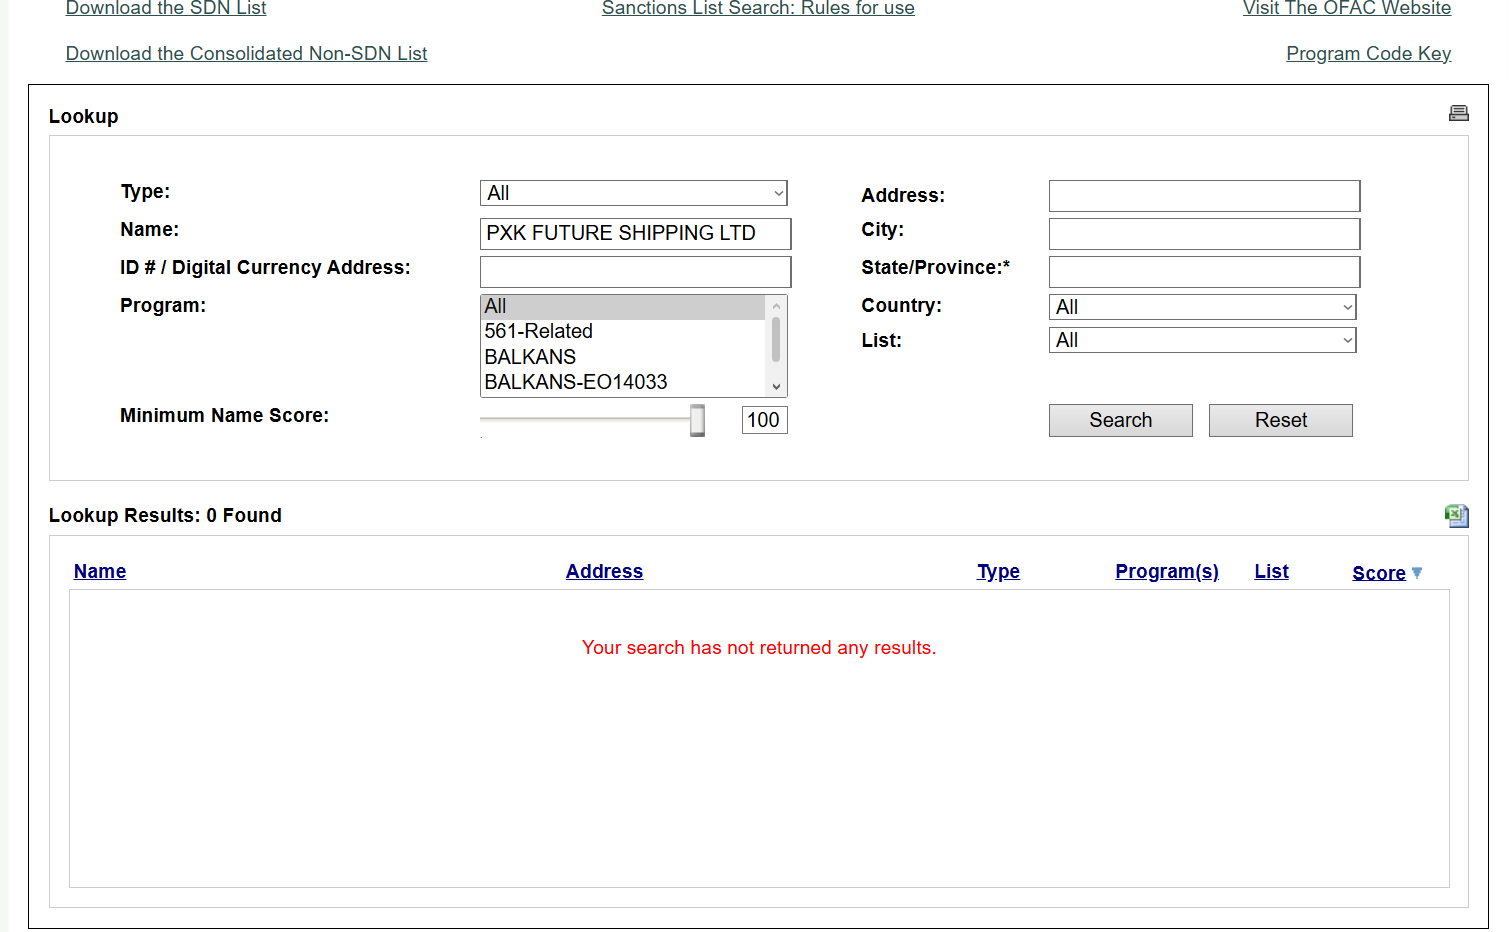 Download the SDN List
Sanctions List Search: Rules for use
Visit The OFAC Website
Download the Consolidated Non-SDN List
Program Code Key
Lookup
Type:
All
Address:
Name:
PXK FUTURE SHIPPING LTD
City:
ID # / Digital Currency Address:
State/Province:*
Program:
All
561-Related
BALKANS
BALKANS-EO14033
Country:
All
List:
All
Minimum Name Score:
100
Search
Reset
Lookup Results: 0 Found
Name
Address
Type
Program(s)
List
Score
Your search has not returned any results.